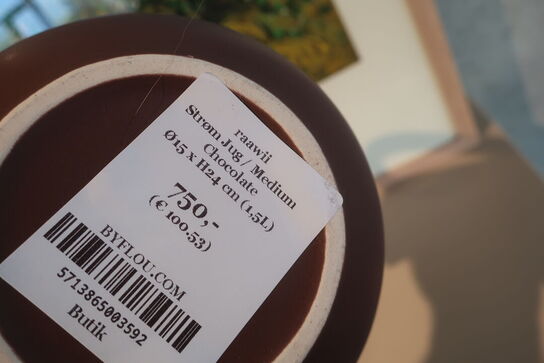 raawii
Strøm Jug / Medium
Chocolate
Ø15 x H24 cm (1,5L)
750,-
(€ 100.53)
BYFLOU.COM
5713865003592
Butik